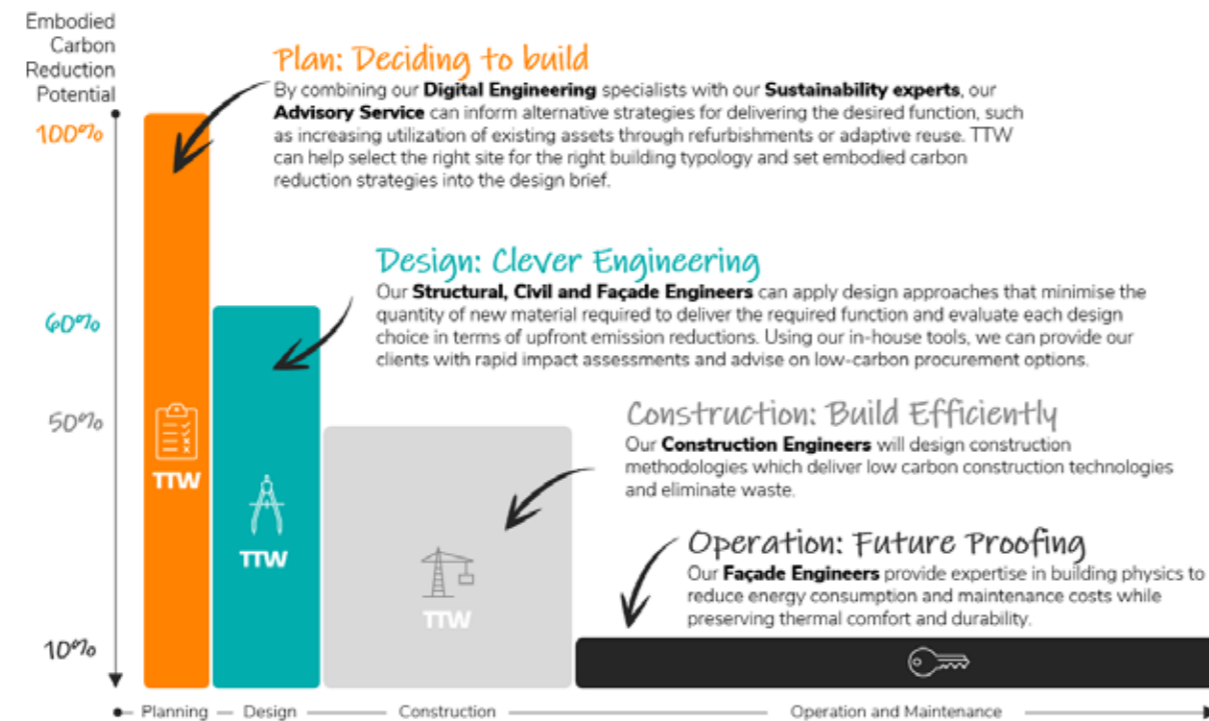 Embodied
Carbon
Reduction
Potential
100%
60%
50%
10%
Plan: Deciding to build
By combining our Digital Engineering specialists with our Sustainability experts, our
Advisory Service can inform alternative strategies for delivering the desired function, such
as increasing utilization of existing assets through refurbishments or adaptive reuse. TTW
can help select the right site for the right building typology and set embodied carbon
reduction strategies into the design brief.
Design: Clever Engineering
Our Structural, Civil and Façade Engineers can apply design approaches that minimise the
quantity of new material required to deliver the required function and evaluate each design
choice in terms of upfront emission reductions. Using our in-house tools, we can provide our
clients with rapid impact assessments and advise on low-carbon procurement options.
Construction: Build Efficiently
Our Construction Engineers will design construction
methodologies which deliver low carbon construction technologies
and eliminate waste.
Operation: Future Proofing
Our Façade Engineers provide expertise in building physics to
reduce energy consumption and maintenance costs while
preserving thermal comfort and durability.
TTW
TTW
TTW
Planning
Design
Construction
Operation and Maintenance